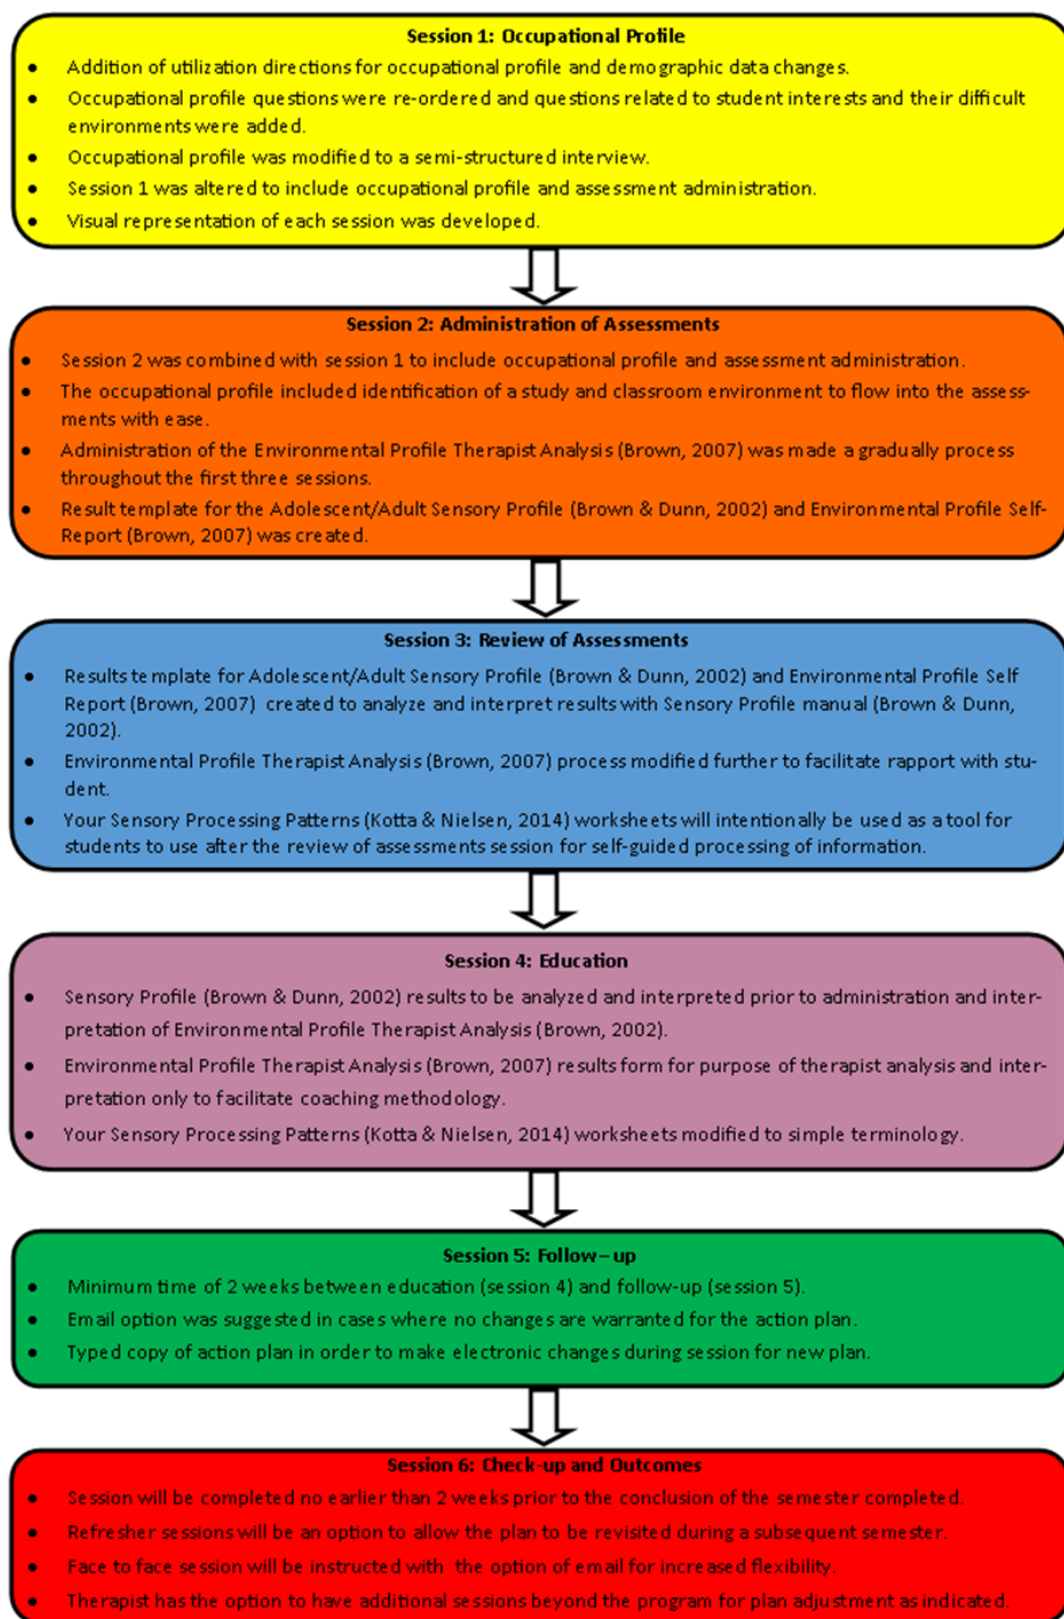 Session 1: Occupational Profile
• Addition of utilization directions for occupational profile and demographic data changes.
• Occupational profile questions were re-ordered and questions related to student interests and their difficult
environments were added.
• Occupational profile was modified to a semi-structured interview.
• Session 1 was altered to include occupational profile and assessment administration.
• Visual representation of each session was developed.
Session 2: Administration of Assessments
• Session 2 was combined with session 1 to include occupational profile and assessment administration.
• The occupational profile included identification of a study and classroom environment to flow into the assess-
ments with ease.
• Administration of the Environmental Profile Therapist Analysis (Brown, 2007) was made a gradually process
throughout the first three sessions.
• Result template for the Adolescent/Adult Sensory Profile (Brown & Dunn, 2002) and Environmental Profile Self-
Report (Brown, 2007) was created.
Session 3: Review of Assessments
• Results template for Adolescent/Adult Sensory Profile (Brown & Dunn, 2002) and Environmental Profile Self
Report (Brown, 2007) created to analyze and interpret results with Sensory Profile manual (Brown & Dunn,
2002).
• Environmental Profile Therapist Analysis (Brown, 2007) process modified further to facilitate rapport with stu-
dent.
• Your Sensory Processing Patterns (Kotta & Nielsen, 2014) worksheets will intentionally be used as a tool for
students to use after the review of assessments session for self-guided processing of information.
Session 4: Education
• Sensory Profile (Brown & Dunn, 2002) results to be analyzed and interpreted prior to administration and inter-
pretation of Environmental Profile Therapist Analysis (Brown, 2002).
• Environmental Profile Therapist Analysis (Brown, 2007) results form for purpose of therapist analysis and inter-
pretation only to facilitate coaching methodology.
• Your Sensory Processing Patterns (Kotta & Nielsen, 2014) worksheets modified to simple terminology.
Session 5: Follow–up
• Minimum time of 2 weeks between education (session 4) and follow-up (session 5).
• Email option was suggested in cases where no changes are warranted for the action plan.
• Typed copy of action plan in order to make electronic changes during session for new plan.
Session 6: Check-up and Outcomes
• Session will be completed no earlier than 2 weeks prior to the conclusion of the semester completed.
• Refresher sessions will be an option to allow the plan to be revisited during a subsequent semester.
• Face to face session will be instructed with the option of email for increased flexibility.
• Therapist has the option to have additional sessions beyond the program for plan adjustment as indicated.